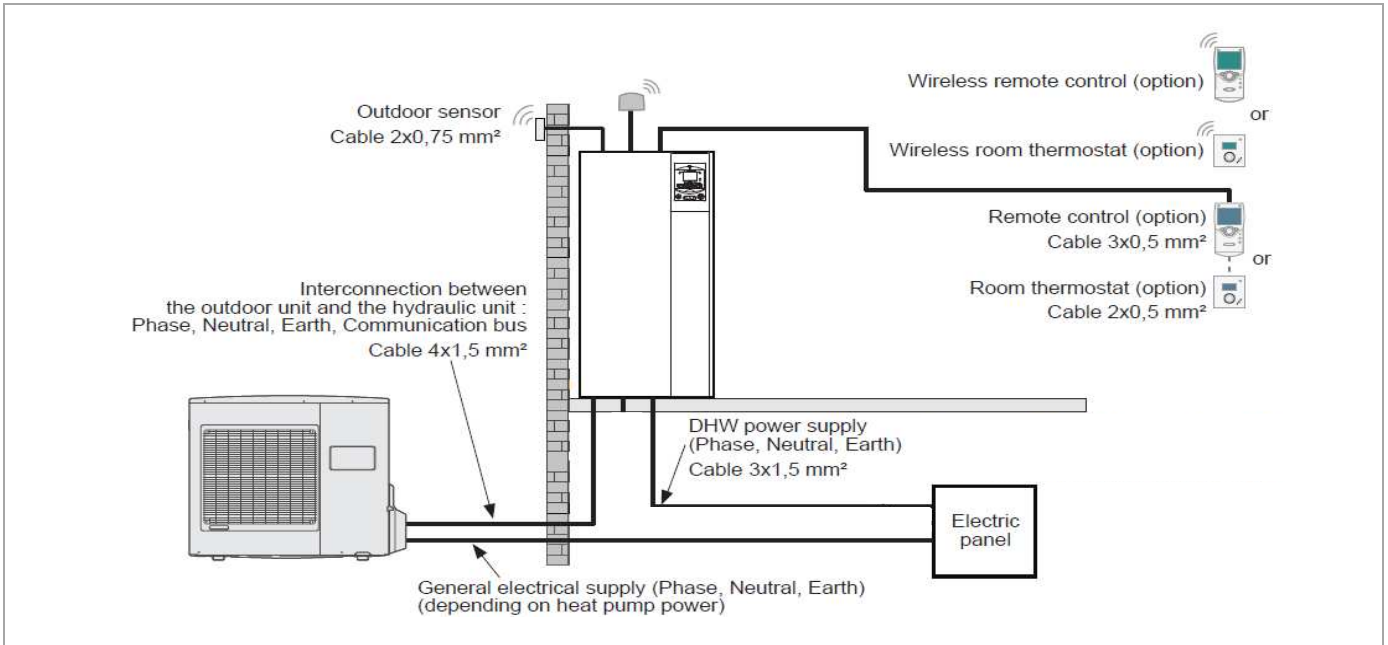 Wireless remote control (option)
or
Outdoor sensor
Cable 2x0,75 mm²
Wireless room thermostat (option)
Remote control (option)
Cable 3x0,5 mm²
or
Room thermostat (option)
Cable 2x0,5 mm²
Interconnection between
the outdoor unit and the hydraulic unit :
Phase, Neutral, Earth, Communication bus
Cable 4x1,5 mm²
DHW power supply
(Phase, Neutral, Earth)
Cable 3x1,5 mm²
Electric
panel
General electrical supply (Phase, Neutral, Earth)
(depending on heat pump power)